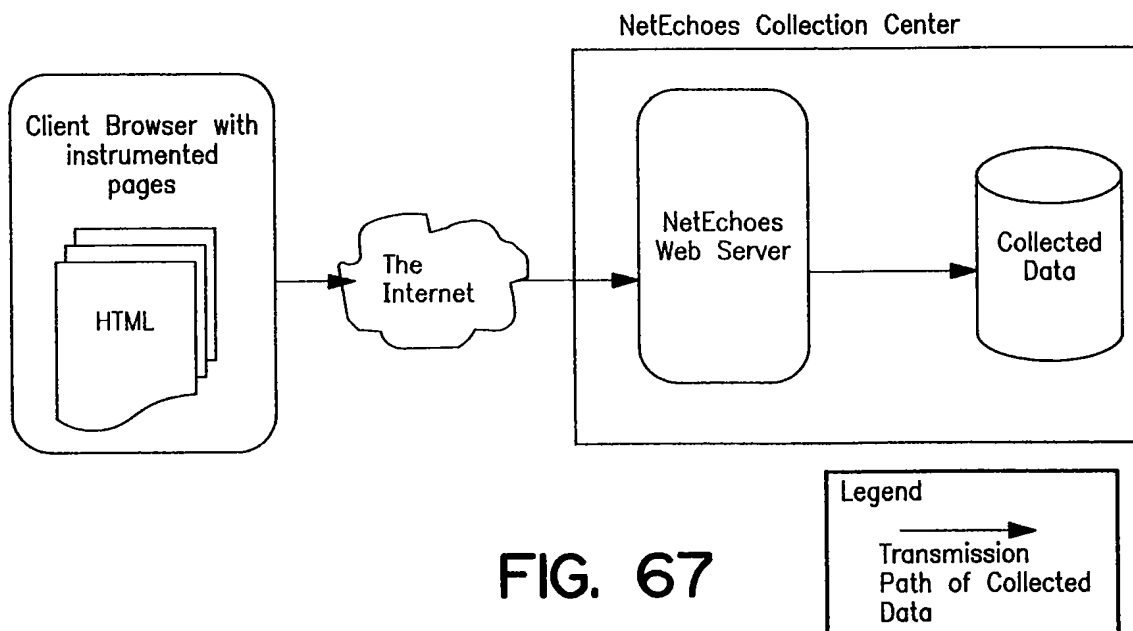 NetEchoes Collection Center
Client Browser with
instrumented
pages
HTML
The
Internet
NetEchoes
Web Server
Collected
Data
Legend
Transmission
Path of Collected
Data
FIG. 67